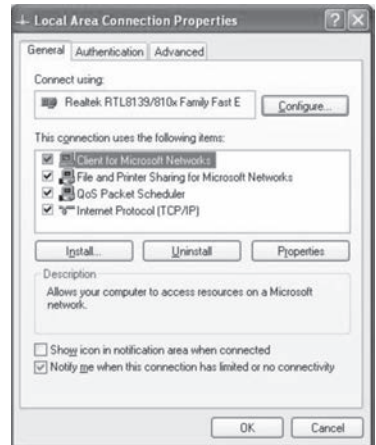 Local Area Connection Properties
General Authentication Advanced
Connect using:
Realtek RTL8139/810x Family Fast E Configure...
This connection uses the following items:
Client for Microsoft Networks
File and Printer Sharing for Microsoft Networks
QoS Packet Scheduler
Internet Protocol (TCP/IP)
Install... Uninstall Properties
Description
Allows your computer to access resources on a Microsoft
network.
Show icon in notification area when connected
Notify me when this connection has limited or no connectivity
OK Cancel